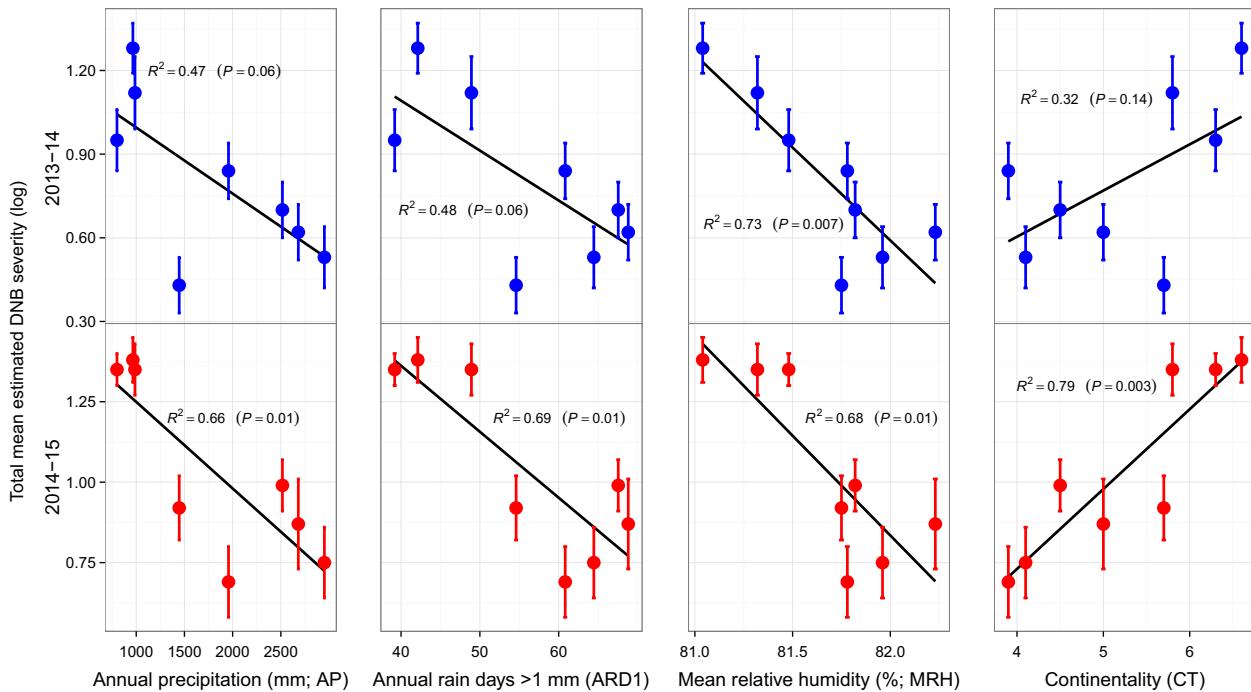 Total mean estimated DNB severity (log)
2013−14
1.20
0.90
0.60
0.30
R² = 0.47 (P = 0.06)
R² = 0.48 (P = 0.06)
R² = 0.73 (P = 0.007)
R² = 0.32 (P = 0.14)
2014−15
1.25
1.00
0.75
R² = 0.66 (P = 0.01)
R² = 0.69 (P = 0.01)
R² = 0.68 (P = 0.01)
R² = 0.79 (P = 0.003)
1000 1500 2000 2500
40 50 60
81.0 81.5 82.0
4 5 6
Annual precipitation (mm; AP)
Annual rain days >1 mm (ARD1)
Mean relative humidity (%; MRH)
Continentality (CT)